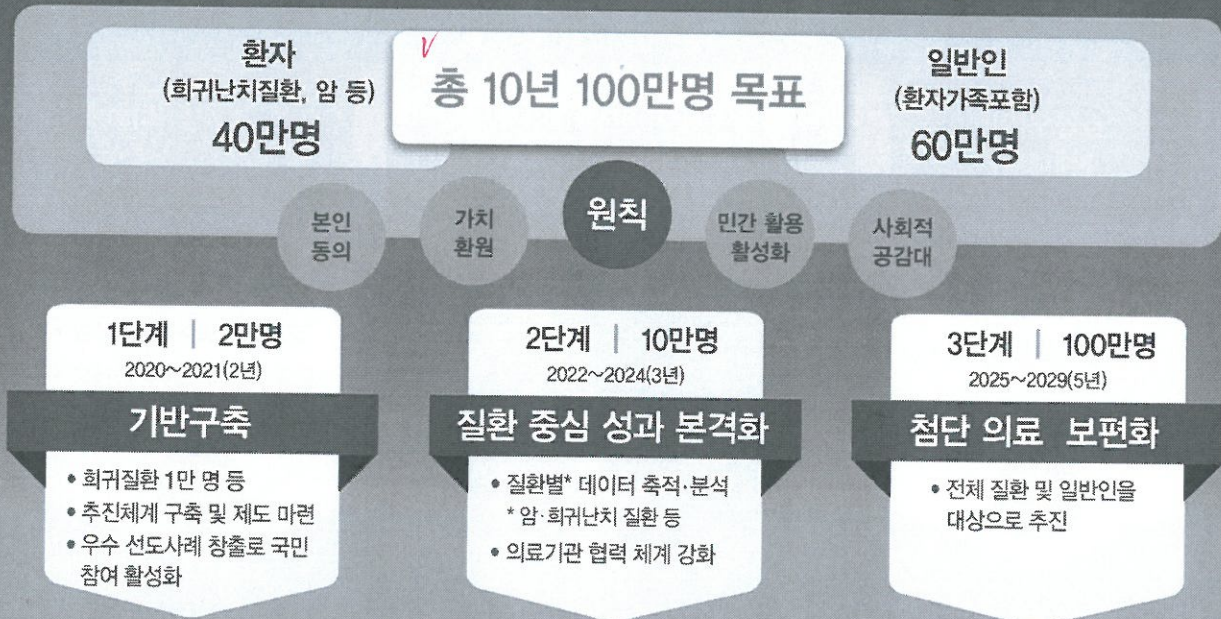 환자
(희귀난치질환, 암 등)
40만명
총 10년 100만명 목표
일반인
(환자가족포함)
60만명
본인
동의
가치
환원
원칙
민간 활용
활성화
사회적
공감대
1단계 | 2만명
2020~2021(2년)
기반구축
• 희귀질환 1만 명 등
• 추진체계 구축 및 제도 마련
• 우수 선도사례 창출로 국민
참여 활성화
2단계 | 10만명
2022~2024(3년)
질환 중심 성과 본격화
• 질환별* 데이터 축적·분석
* 암·희귀난치 질환 등
• 의료기관 협력 체계 강화
3단계 | 100만명
2025~2029(5년)
첨단 의료 보편화
• 전체 질환 및 일반인을
대상으로 추진